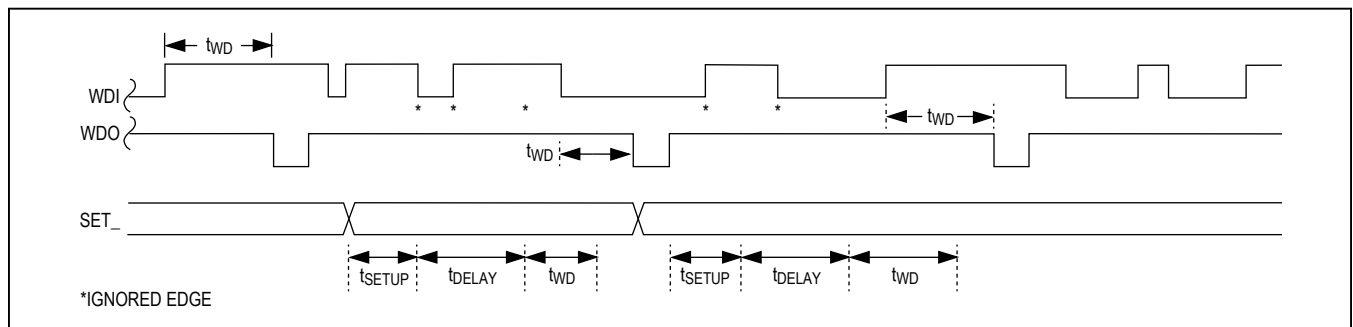 tWD
WDI
* * * * *
WDO
tWD
tWD
SET_
tSETUP tDELAY tWD tSETUP tDELAY tWD
*IGNORED EDGE